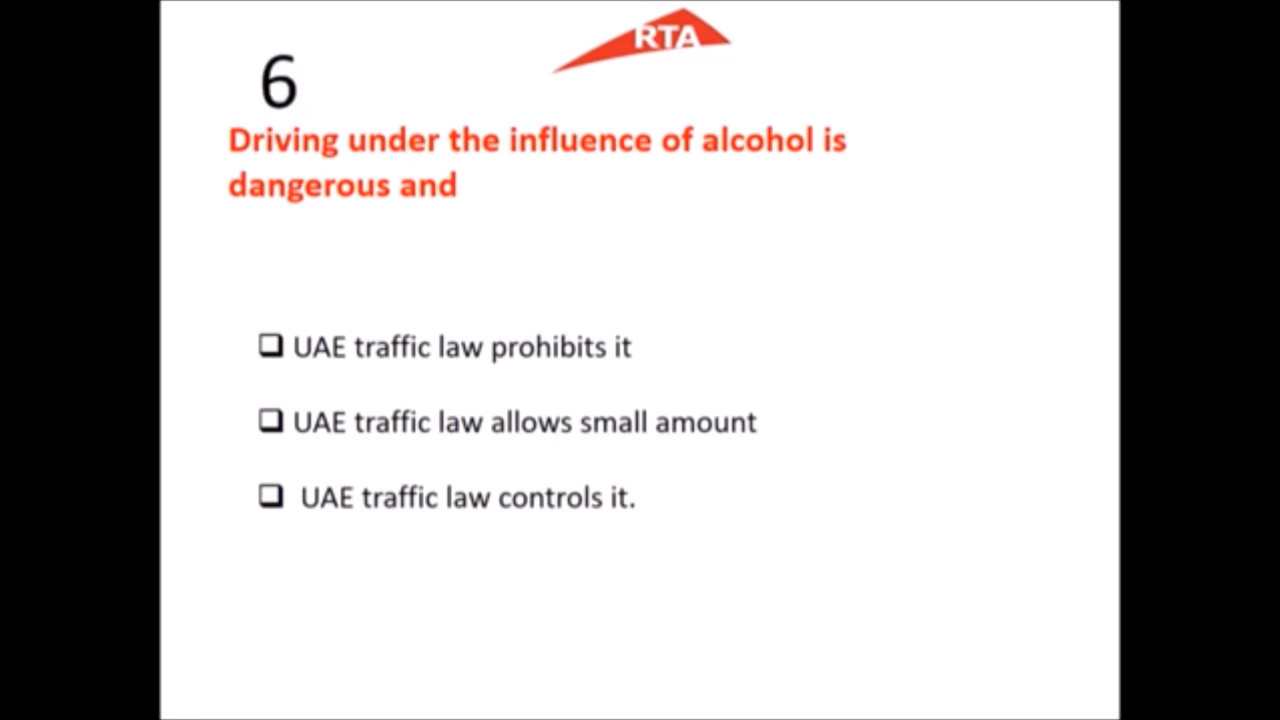 RTA
6
Driving under the influence of alcohol is
dangerous and
UAE traffic law prohibits it
UAE traffic law allows small amount
UAE traffic law controls it.